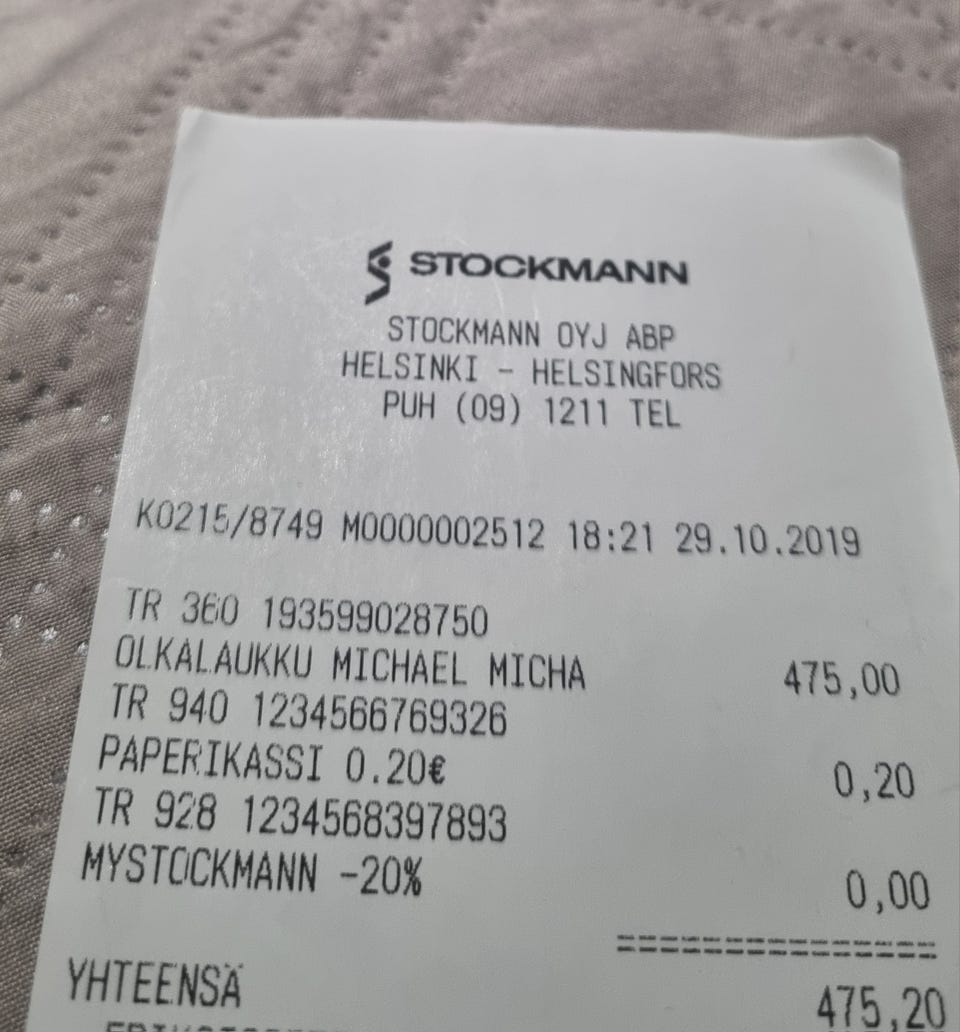 STOCKMANN
STOCKMANN OYJ ABP
HELSINKI - HELSINGFORS
PUH (09) 1211 TEL
K0215/8749 M0000002512 18:21 29.10.2019
TR 360 193599028750
OLKALAUKKU MICHAEL MICHA 475,00
TR 940 1234566769326
PAPERIKASSI 0.20€ 0,20
TR 928 1234568397893
MYSTOCKMANN -20% 0,00
YHTEENSÄ 475,20